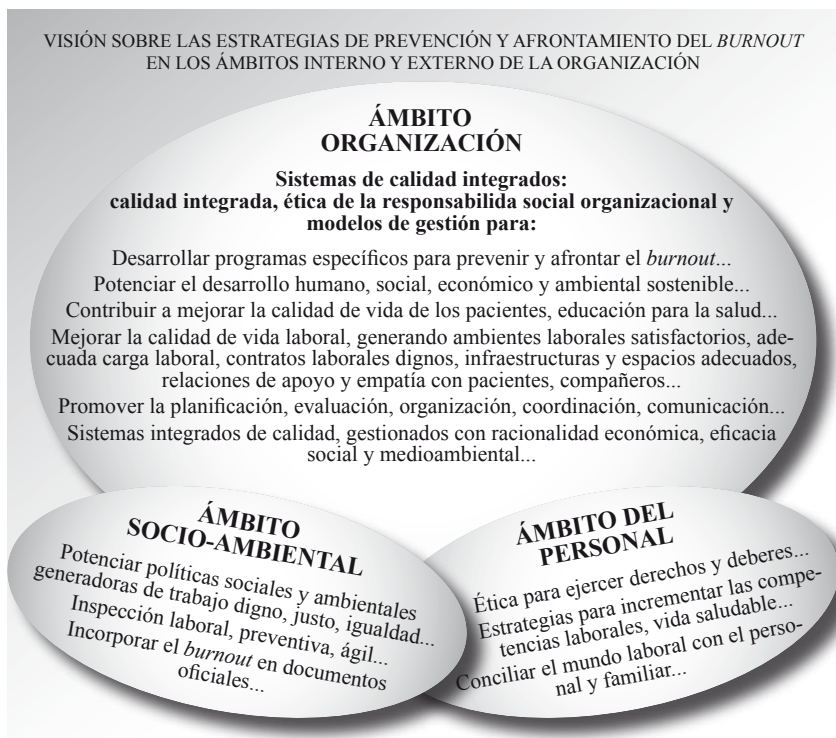 VISIÓN SOBRE LAS ESTRATEGIAS DE PREVENCIÓN Y AFRONTAMIENTO DEL BURNOUT
EN LOS ÁMBITOS INTERNO Y EXTERNO DE LA ORGANIZACIÓN
ÁMBITO
ORGANIZACIÓN
Sistemas de calidad integrados:
calidad integrada, ética de la responsabilida social organizacional y
modelos de gestión para:
Desarrollar programas específicos para prevenir y afrontar el burnout...
Potenciar el desarrollo humano, social, económico y ambiental sostenible...
Contribuir a mejorar la calidad de vida de los pacientes, educación para la salud...
Mejorar la calidad de vida laboral, generando ambientes laborales satisfactorios, ade-
cuada carga laboral, contratos laborales dignos, infraestructuras y espacios adecuados,
relaciones de apoyo y empatía con pacientes, compañeros...
Promover la planificación, evaluación, organización, coordinación, comunicación...
Sistemas integrados de calidad, gestionados con racionalidad económica, eficacia
social y medioambiental...
ÁMBITO
SOCIO-AMBIENTAL
Potenciar políticas sociales y ambientales
generadoras de trabajo digno, justo, igualdad...
Inspección laboral, preventiva, ágil...
Incorporar el burnout en documentos
oficiales...
ÁMBITO DEL
PERSONAL
Ética para ejercer derechos y deberes...
Estrategias para incrementar las compe-
tencias laborales, vida saludable...
Conciliar el mundo laboral con el perso-
nal y familiar...